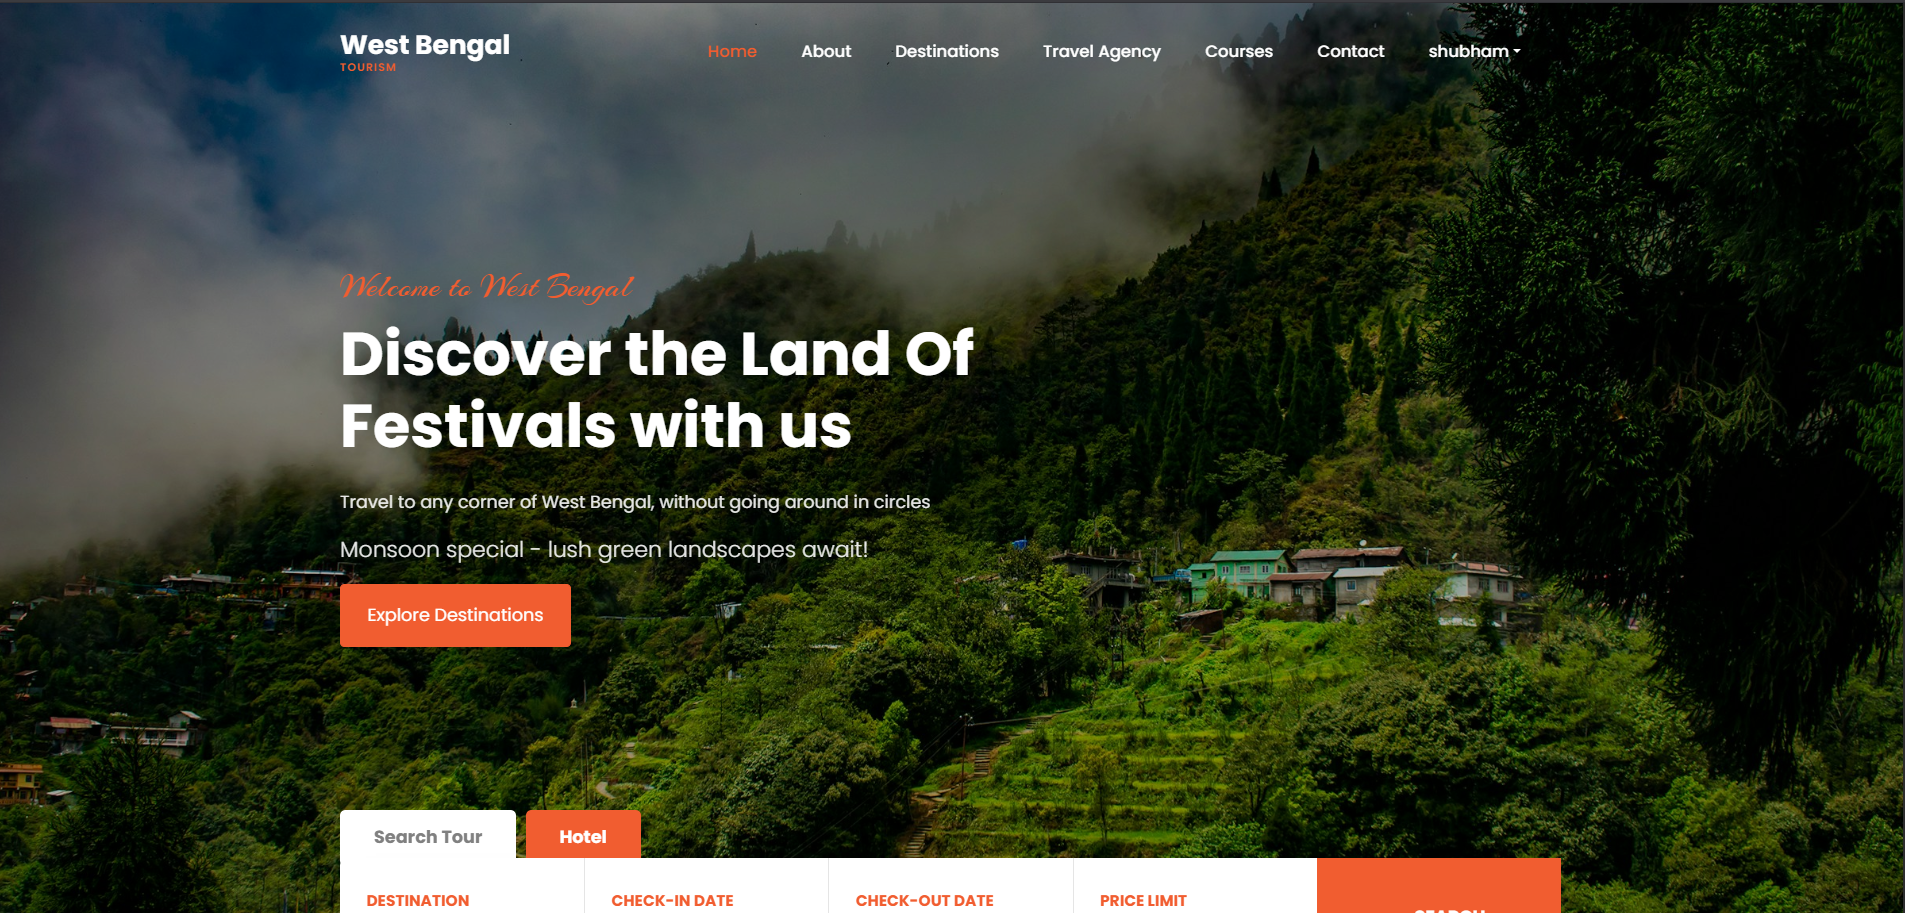 West Bengal
TOURISM
Home About Destinations Travel Agency Courses Contact shubham
Welcome to West Bengal
Discover the Land Of
Festivals with us
Travel to any corner of West Bengal, without going around in circles
Monsoon special - lush green landscapes await!
Explore Destinations
Search Tour Hotel
DESTINATION CHECK-IN DATE CHECK-OUT DATE PRICE LIMIT
SEARCH